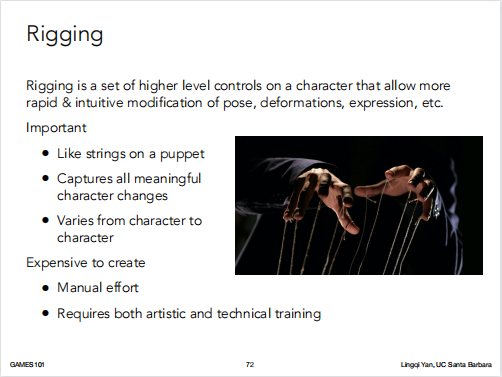 Rigging
Rigging is a set of higher level controls on a character that allow more
rapid & intuitive modification of pose, deformations, expression, etc.
Important
• Like strings on a puppet
• Captures all meaningful
character changes
• Varies from character to
character
Expensive to create
• Manual effort
• Requires both artistic and technical training
GAMES101
72
Lingqi Yan, UC Santa Barbara